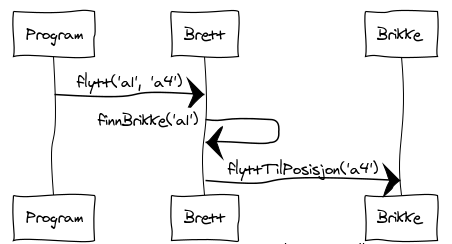 Program Brett Brikke
flytt('a1', 'a4')
finnBrikke('a1')
flyttTilPosisjon('a4')
Program Brett Brikke